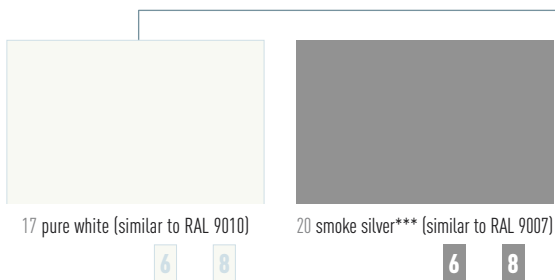 17 pure white (similar to RAL 9010)
20 smoke silver*** (similar to RAL 9007)
6 8
6 8